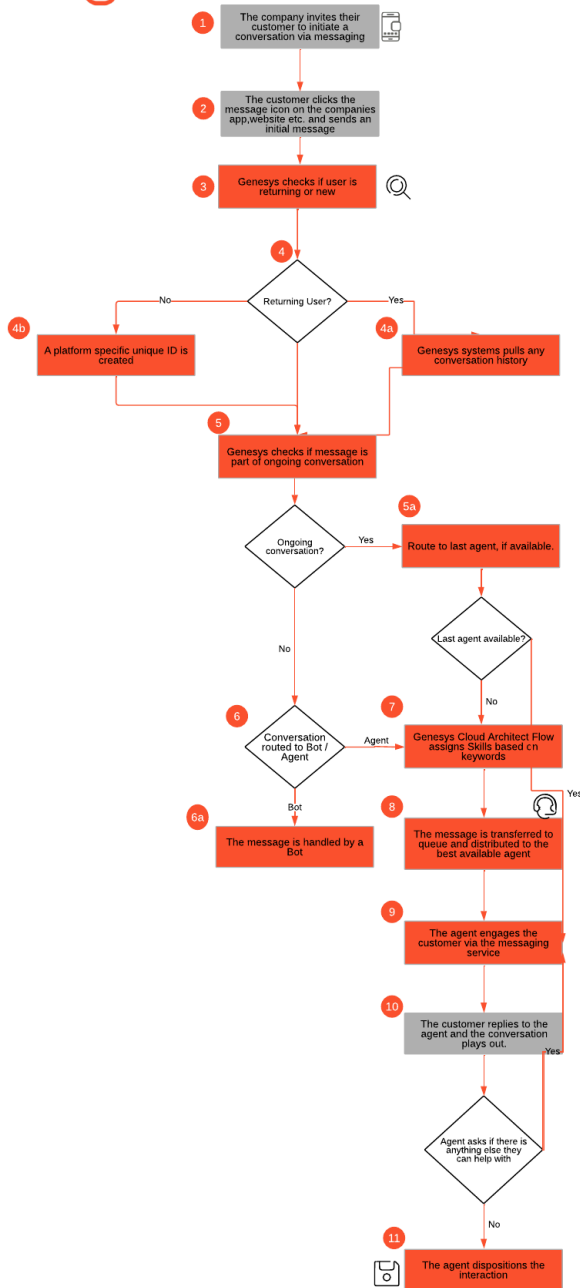 1
The company invites their
customer to initiate a
conversation via messaging
2
The customer clicks the
message icon on the companies
app,website etc. and sends an
initial message
3
Genesys checks if user is
returning or new
4
Returning User?
No
Yes
4b
A platform specific unique ID is
created
4a
Genesys systems pulls any
conversation history
5
Genesys checks if message is
part of ongoing conversation
Ongoing
conversation?
Yes
5a
Route to last agent, if available.
Last agent available?
No
No
6
Conversation
routed to Bot /
Agent
Agent
7
Genesys Cloud Architect Flow
assigns Skills based on
keywords
Yes
Bot
6a
The message is handled by a
Bot
8
The message is transferred to
queue and distributed to the
best available agent
9
The agent engages the
customer via the messaging
service
10
The customer replies to the
agent and the conversation
plays out.
Yes
Agent asks if there is
anything else they
can help with
No
11
The agent dispositions the
interaction